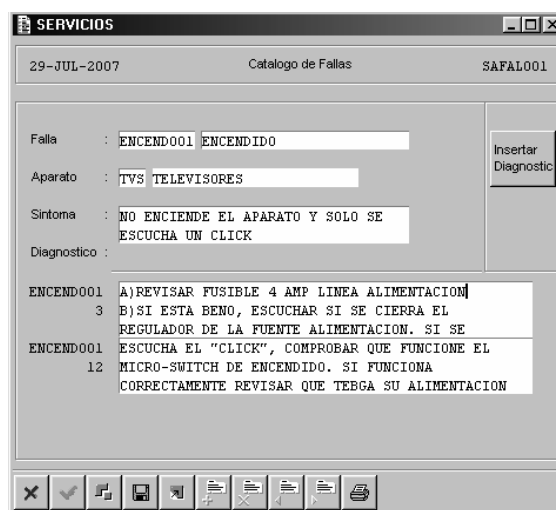 SERVICIOS
29-JUL-2007 Catalogo de Fallas SAFAL001
Falla : ENCEND001 ENCENDIDO
Insertar
Diagnostic
Aparato : TVS TELEVISORES
Sintoma : NO ENCIENDE EL APARATO Y SOLO SE
ESCUCHA UN CLICK
Diagnostico :
ENCEND001 A)REVISAR FUSIBLE 4 AMP LINEA ALIMENTACION
3 B)SI ESTA BENO, ESCUCHAR SI SE CIERRA EL
REGULADOR DE LA FUENTE ALIMENTACION. SI SE
ENCEND001 ESCUCHA EL "CLICK", COMPROBAR QUE FUNCIONE EL
12 MICRO-SWITCH DE ENCENDIDO. SI FUNCIONA
CORRECTAMENTE REVISAR QUE TEBGA SU ALIMENTACION